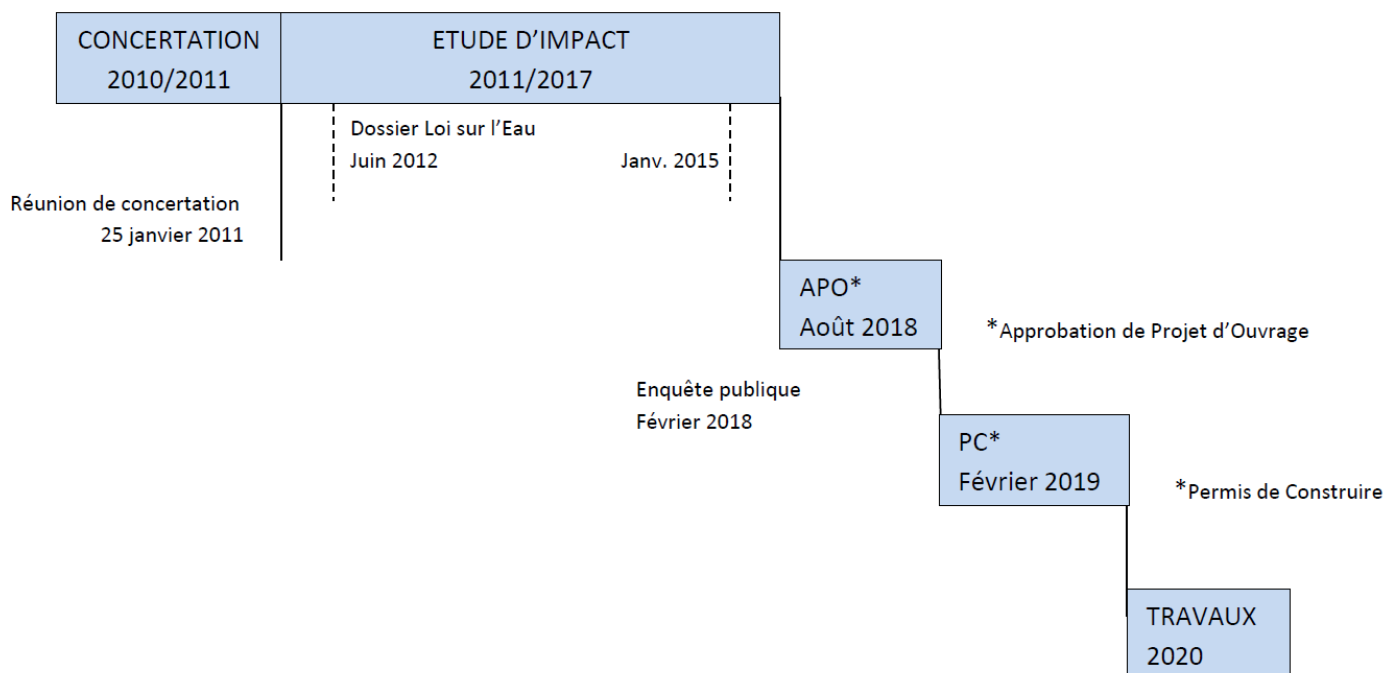 CONCERTATION
2010/2011
ETUDE D’IMPACT
2011/2017
Dossier Loi sur l’Eau
Juin 2012
Janv. 2015
Réunion de concertation
25 janvier 2011
APO*
Août 2018
*Approbation de Projet d’Ouvrage
Enquête publique
Février 2018
PC*
Février 2019
*Permis de Construire
TRAVAUX
2020